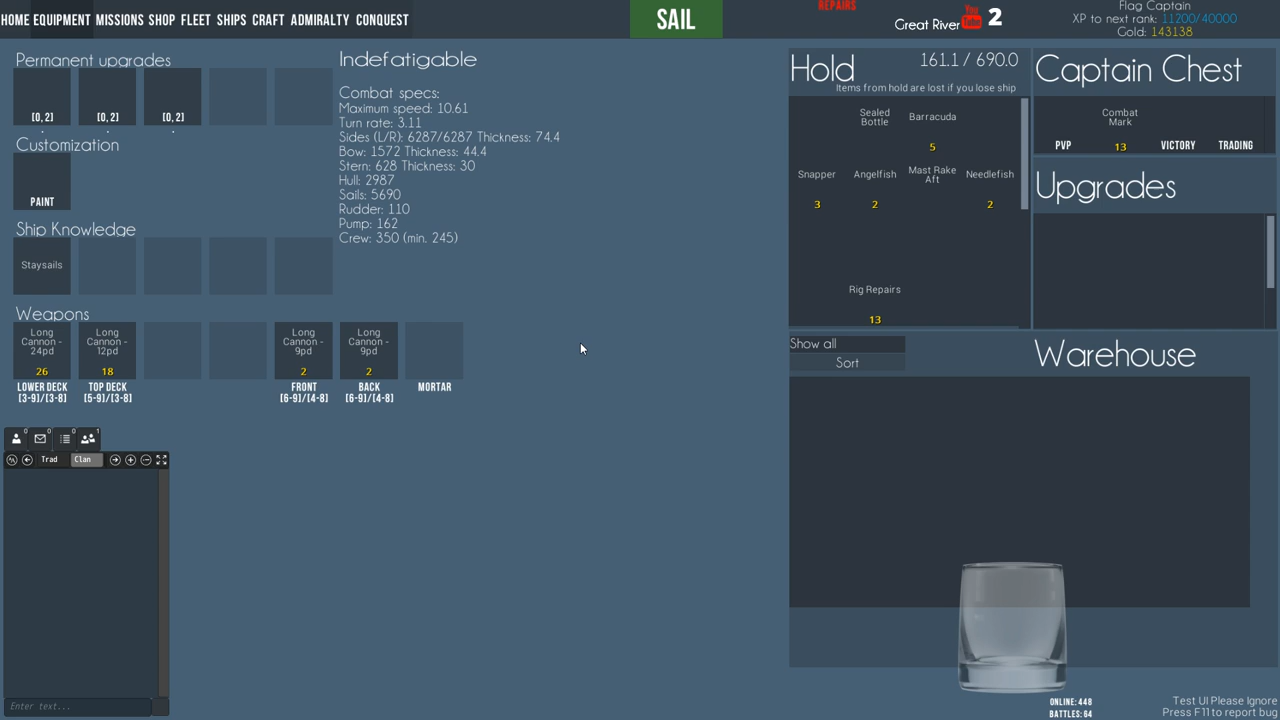 HOME EQUIPMENT MISSIONS SHOP FLEET SHIPS CRAFT ADMIRALTY CONQUEST
SAIL
REPAIRS
Great River
You
Tube
2
Flag Captain
XP to next rank: 11200/40000
Gold: 143138
Permanent upgrades
[0, 2] [0, 2] [0, 2]
Customization
PAINT
Ship Knowledge
Staysails
Weapons
Long Cannon - 24pd
26
LOWER DECK
[3-9]/[3-8]
Long Cannon - 12pd
18
TOP DECK
[5-9]/[3-8]
Long Cannon - 9pd
2
FRONT
[6-9]/[4-8]
Long Cannon - 9pd
2
BACK
[6-9]/[4-8]
MORTAR
Indefatigable
Combat specs:
Maximum speed: 10.61
Turn rate: 3.11
Sides (L/R): 6287/6287 Thickness: 74.4
Bow: 1572 Thickness: 44.4
Stern: 628 Thickness: 30
Hull: 2987
Sails: 5690
Rudder: 110
Pump: 162
Crew: 350 (min. 245)
Hold
161.1 / 690.0
Items from hold are lost if you lose ship
Sealed Bottle
Barracuda
5
Snapper
3
Angelfish
2
Mast Rake Aft
Needlefish
2
Rig Repairs
13
Show all
Sort
Captain Chest
Combat Mark
PVP 13 VICTORY TRADING
Upgrades
Warehouse
0 0 0 1
Trad Clan
Enter text...
ONLINE: 448
BATTLES: 64
Test UI Please Ignore
Press F11 to report bug